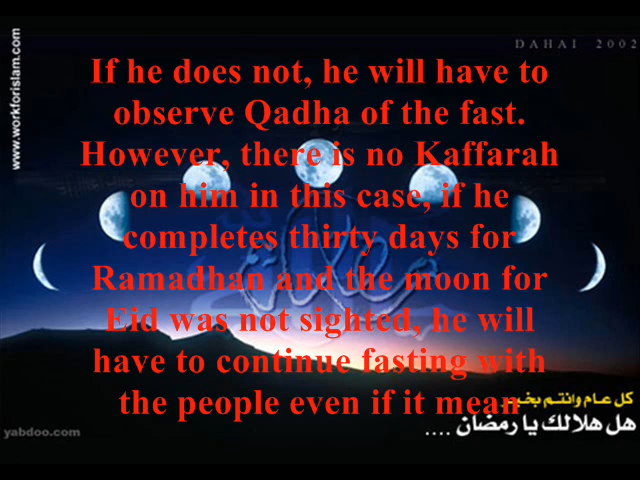 DAHAI 2002
www.workforislam.com
If he does not, he will have to
observe Qadha of the fast.
However, there is no Kaffarah
on him in this case, if he
completes thirty days for
Ramadhan and the moon for
Eid was not sighted, he will
have to continue fasting with
the people even if it mean
كل عام وانتم بخير
هل هلالك يا رمضان ....
yabdoo.com